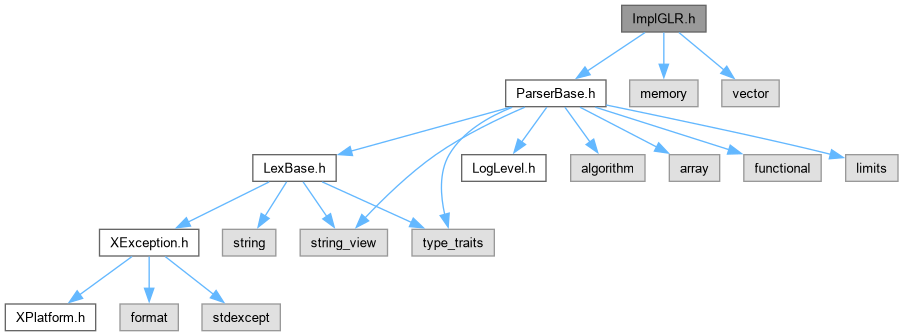 ImplGLR.h
ParserBase.h
memory
vector
LexBase.h
LogLevel.h
algorithm
array
functional
limits
XException.h
string
string_view
type_traits
XPlatform.h
format
stdexcept